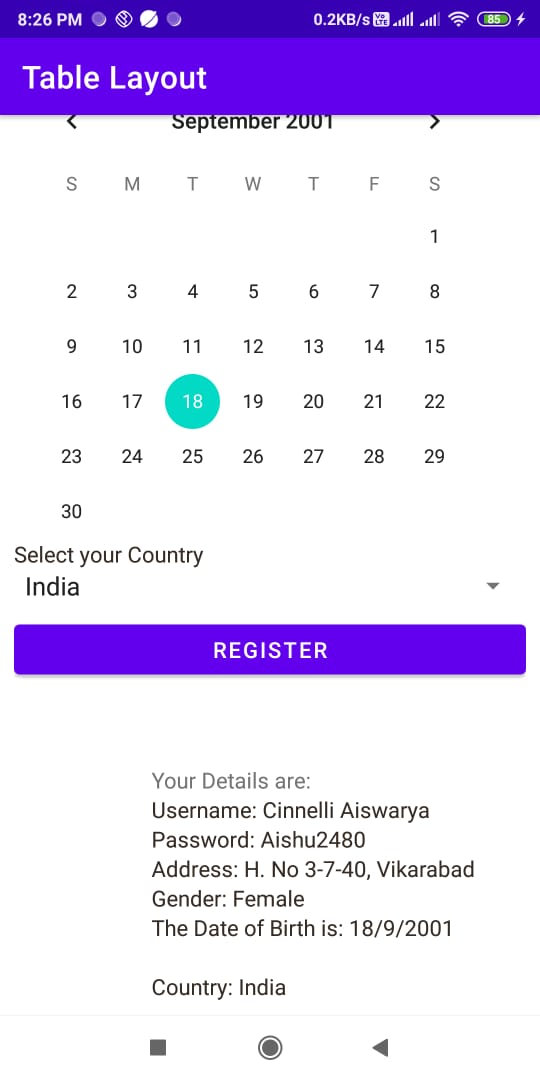 8:26 PM 0.2KB/s Vo LTE 85
Table Layout
September 2001
S M T W T F S
1
2 3 4 5 6 7 8
9 10 11 12 13 14 15
16 17 18 19 20 21 22
23 24 25 26 27 28 29
30
Select your Country
India
REGISTER
Your Details are:
Username: Cinnelli Aiswarya
Password: Aishu2480
Address: H. No 3-7-40, Vikarabad
Gender: Female
The Date of Birth is: 18/9/2001
Country: India